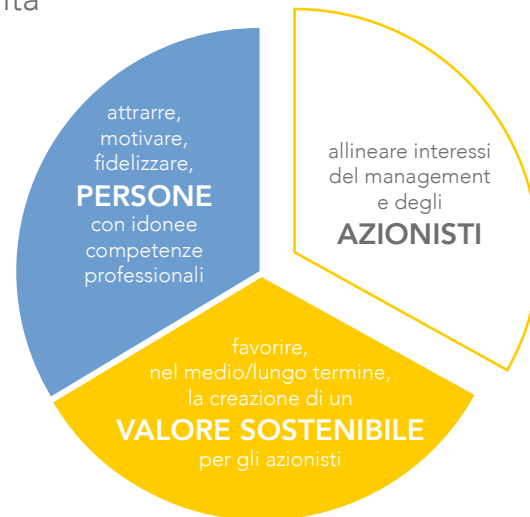 attrarre,
motivare,
fidelizzare,
PERSONE
con idonee
competenze
professionali
allineare interessi
del management
e degli
AZIONISTI
favorire,
nel medio/lungo termine,
la creazione di un
VALORE SOSTENIBILE
per gli azionisti